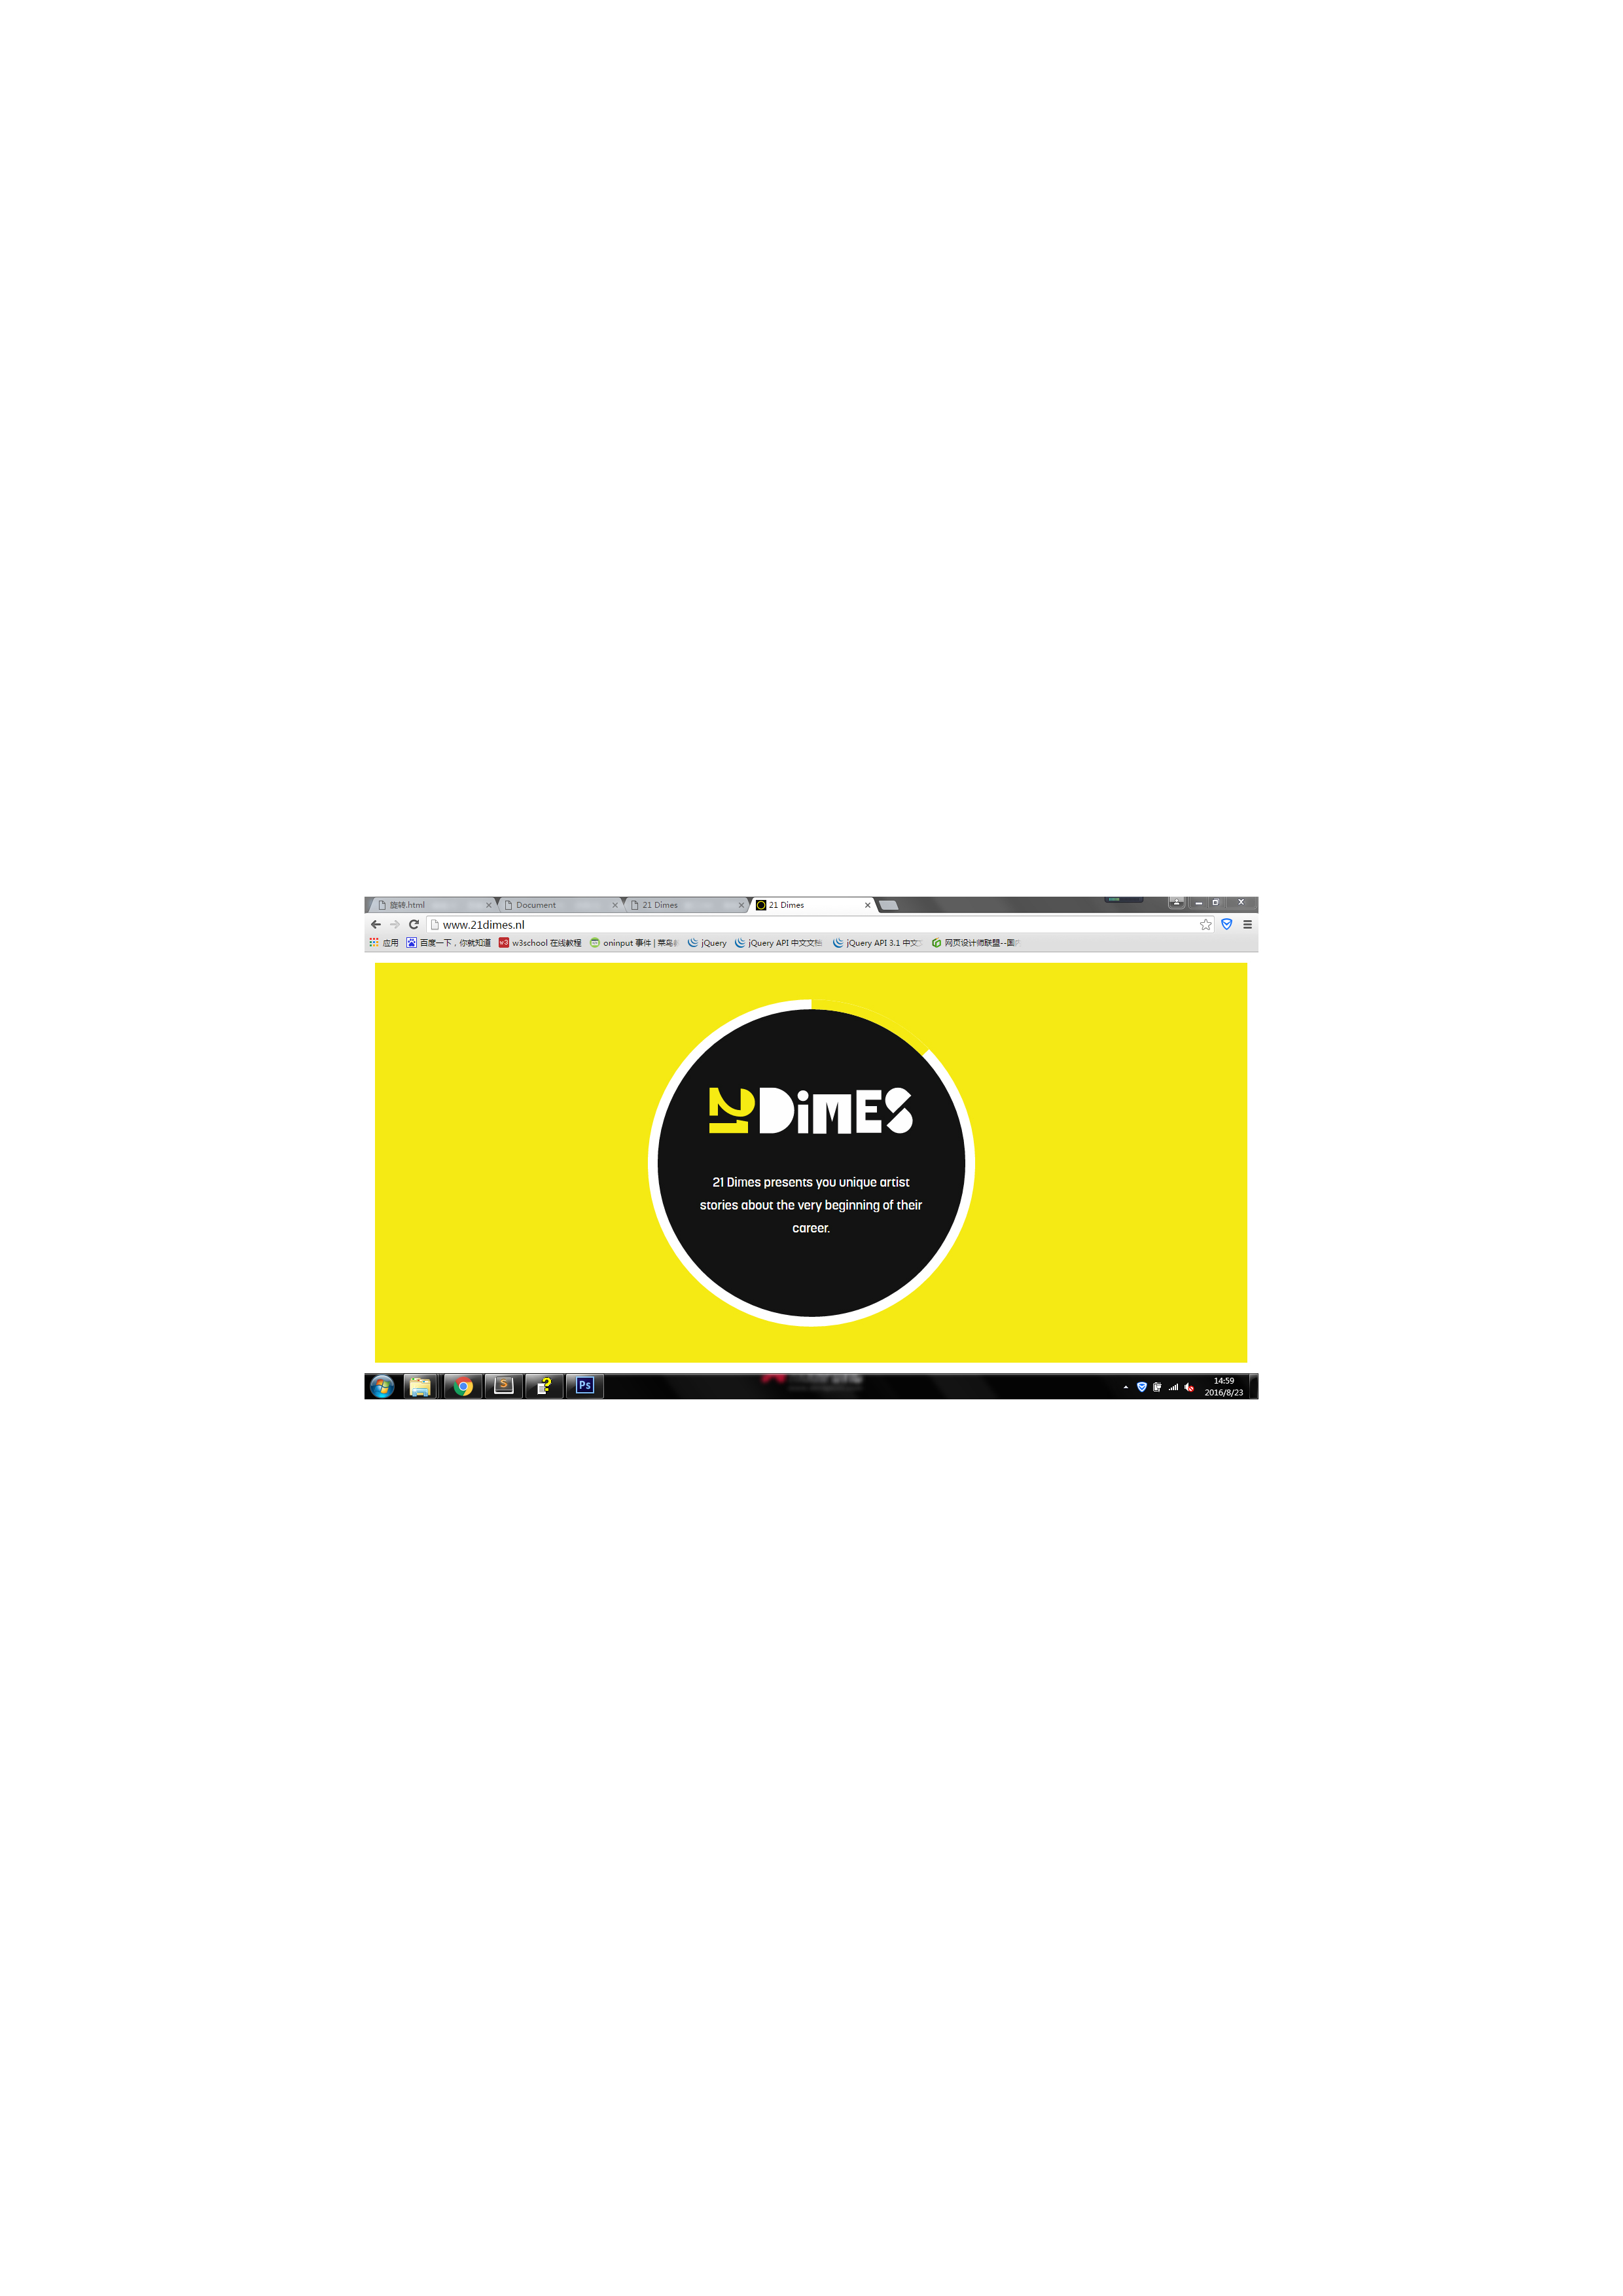 旋转.html
Document
21 Dimes
21 Dimes
www.21dimes.nl
应用 百度一下,你就知道 w3school 在线教程 oninput 事件 | 菜鸟 jQuery jQuery API 中文文档 jQuery API 3.1 中文 网页设计师联盟--国
21 DiMES
21 Dimes presents you unique artist
stories about the very beginning of their
career.
Ps
14:59
2016/8/23